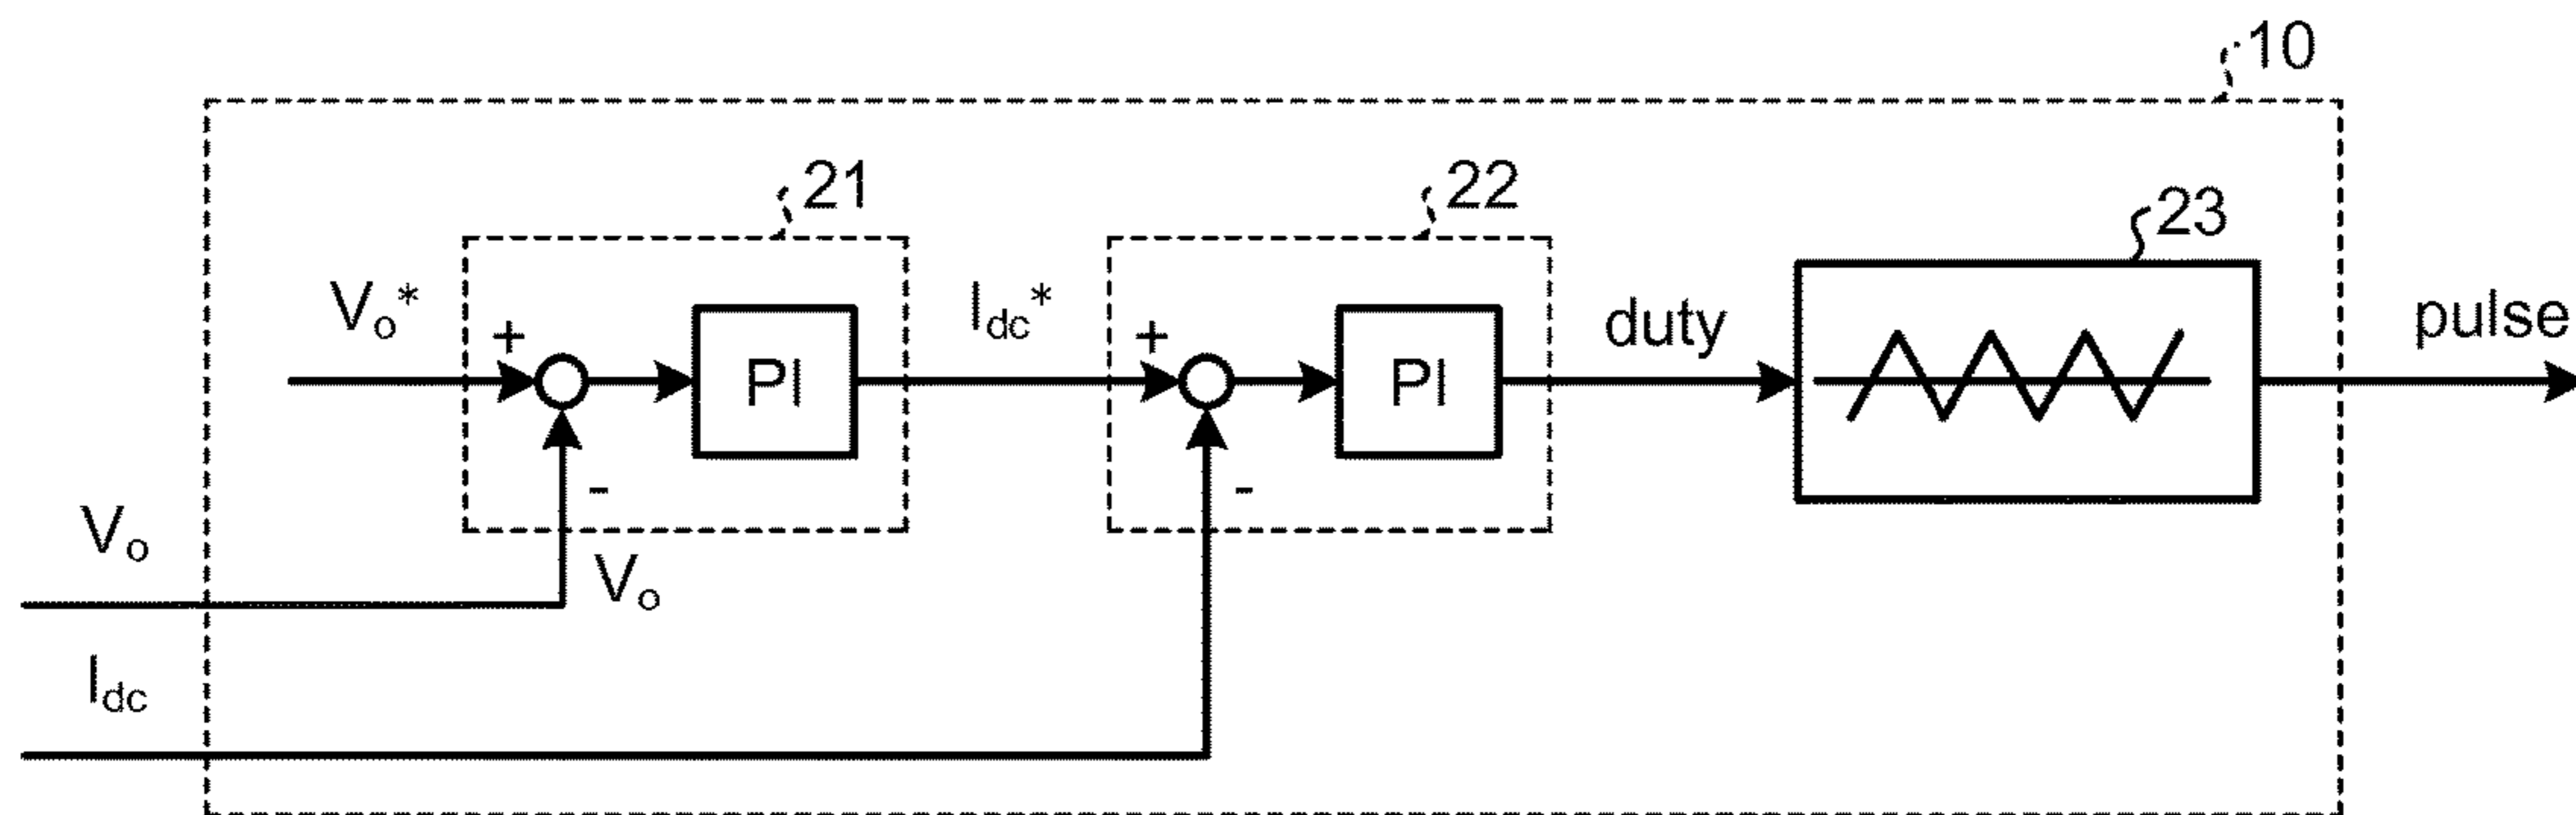 10
21
22
23
Vo*
+
PI
Idc*
+
PI
duty
pulse
-
-
Vo
Vo
Idc